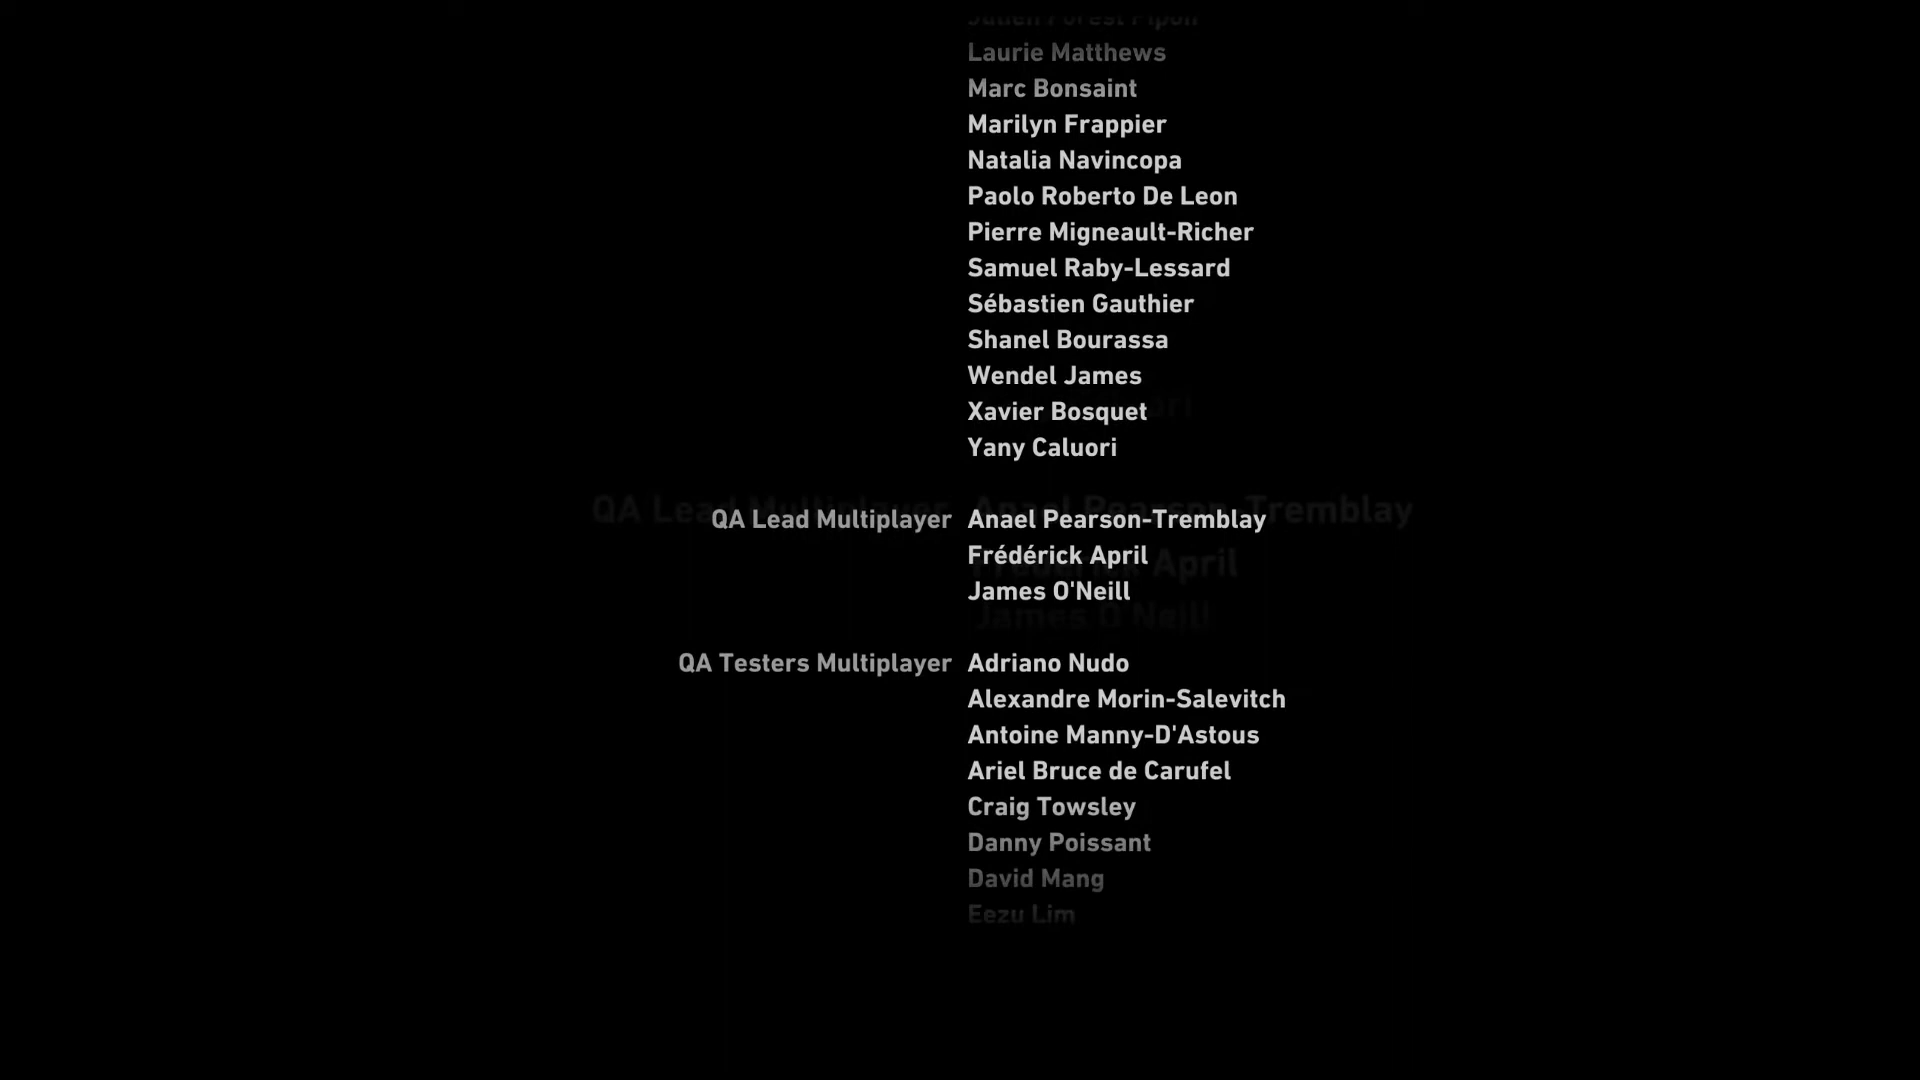 Laurie Matthews
Marc Bonsaint
Marilyn Frappier
Natalia Navincopa
Paolo Roberto De Leon
Pierre Migneault-Richer
Samuel Raby-Lessard
Sébastien Gauthier
Shanel Bourassa
Wendel James
Xavier Bosquet
Yany Caluori
QA Lead Multiplayer Anael Pearson-Tremblay
Frédérick April
James O'Neill
QA Testers Multiplayer Adriano Nudo
Alexandre Morin-Salevitch
Antoine Manny-D'Astous
Ariel Bruce de Carufel
Craig Towsley
Danny Poissant
David Mang
Eezu Lim